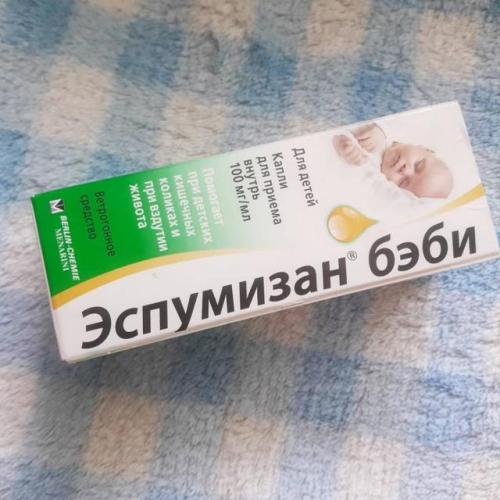 Для детей
Капли
для приема
внутрь
100 мг/мл
Помогает
при детских
кишечных
коликах и
при вздутии
живота
Ветрогонное
средство
BERLIN-CHEMIE
MENARINI
Эспумизан® бэби